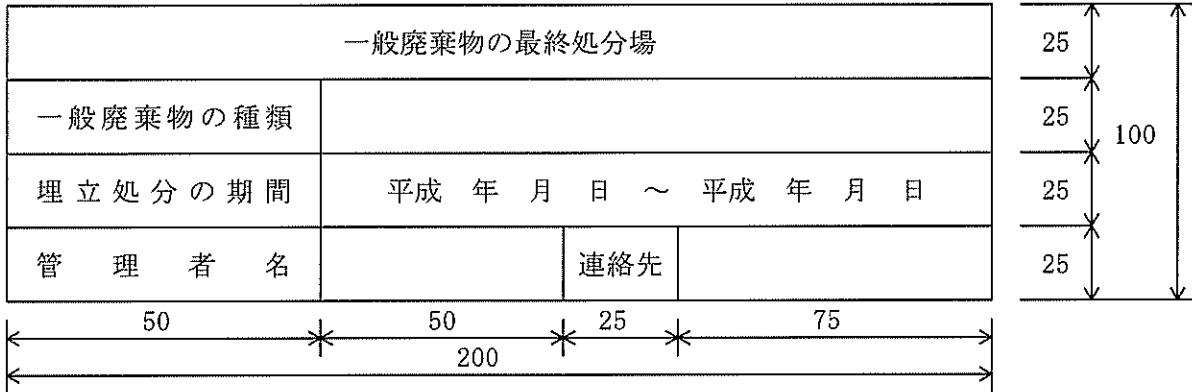 一般廃棄物の最終処分場 25
一般廃棄物の種類 25 100
埋立処分の期間 平成 年 月 日 ～ 平成 年 月 日 25
管理者名 連絡先 25
50 50 25 75
200